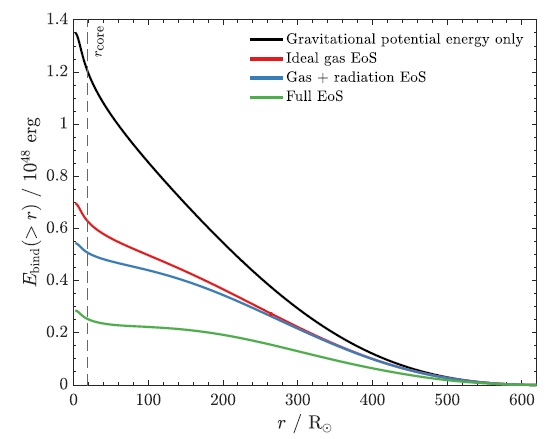 1.4
1.2
1
0.8
0.6
0.4
0.2
0
E_bind(> r) / 10^48 erg
r_core
Gravitational potential energy only
Ideal gas EoS
Gas + radiation EoS
Full EoS
0 100 200 300 400 500 600
r / R_⊙